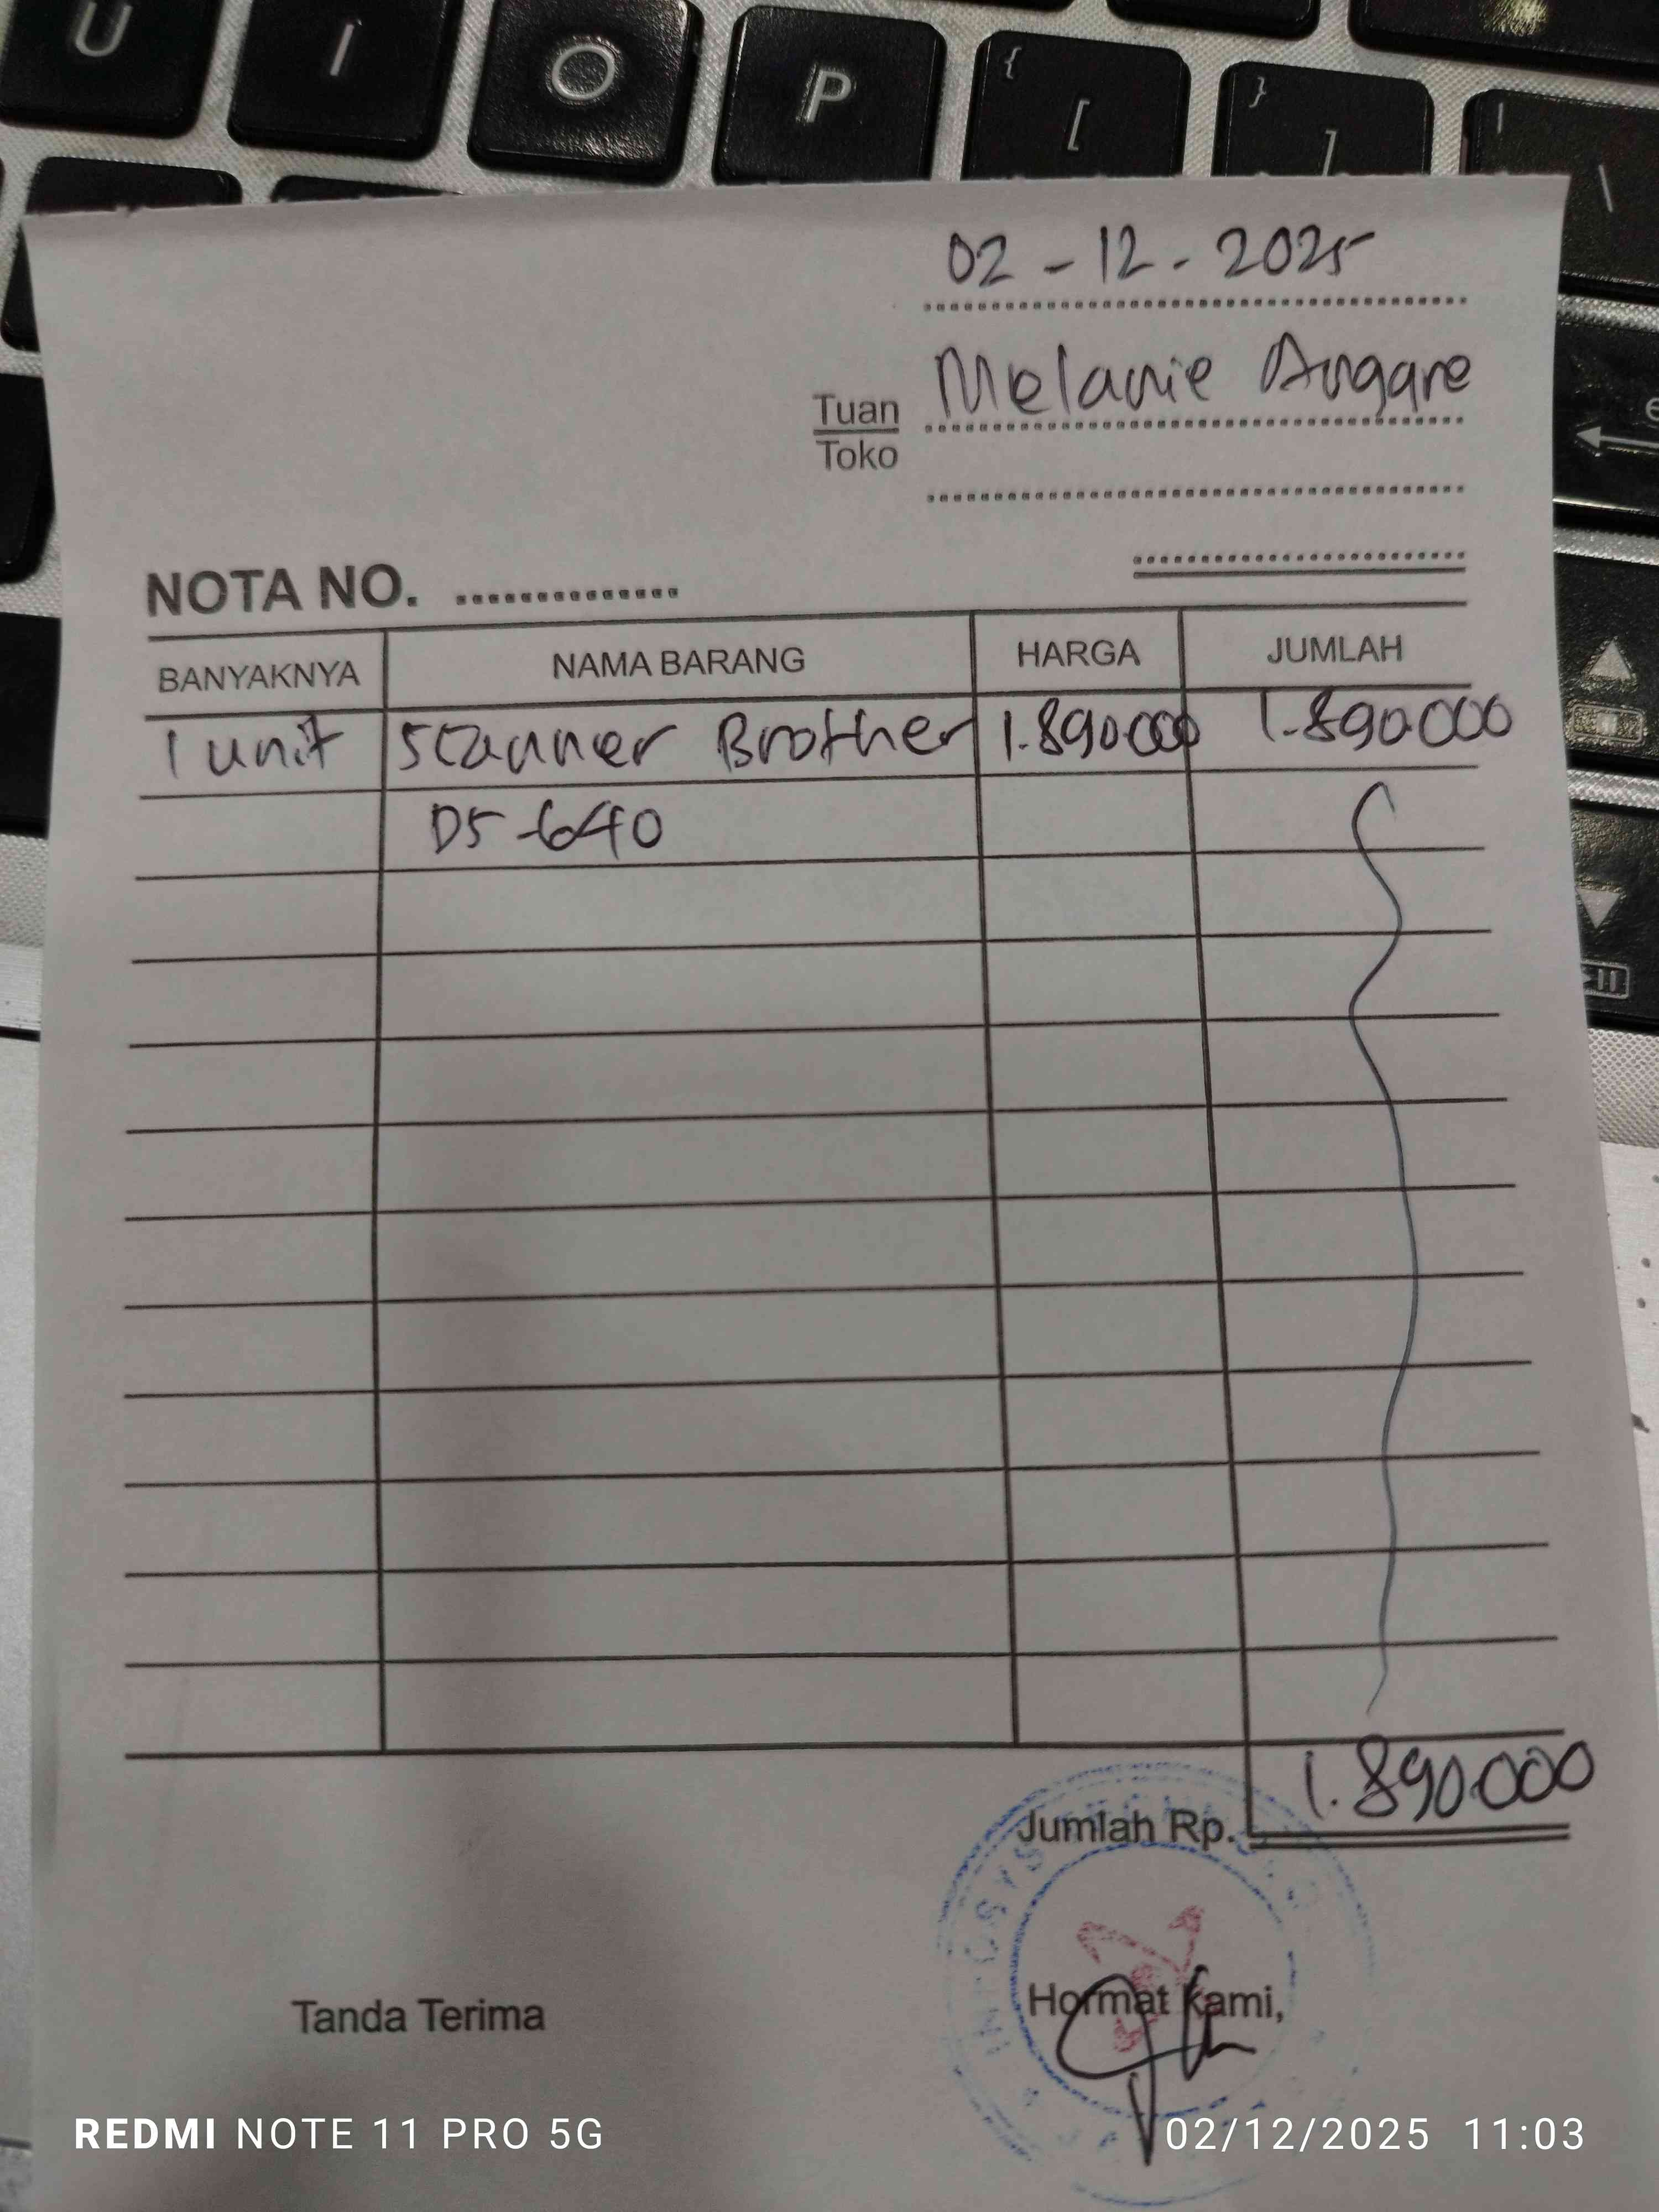 U I O P { [ } ] | \
02 - 12 - 2025
Tuan Melanie Anggre
Toko
NOTA NO.
BANYAKNYA NAMA BARANG HARGA JUMLAH
1 unit Scanner Brother 1.890.000 1.890.000
DS-640
Jumlah Rp. 1.890.000
Tanda Terima Hormat Kami,
REDMI NOTE 11 PRO 5G 02/12/2025 11:03